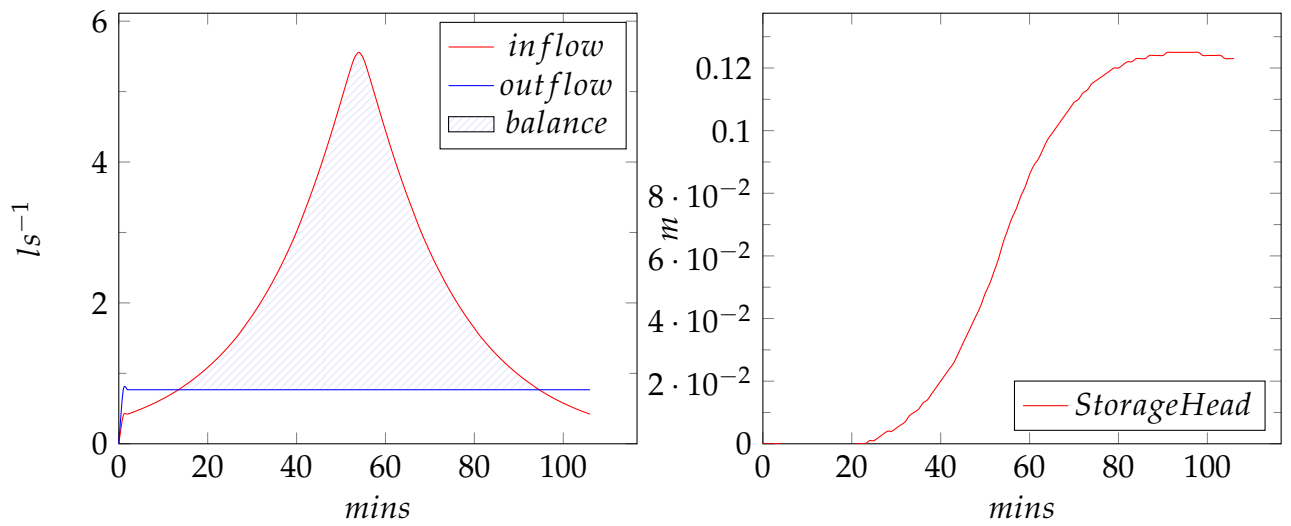 6
4
2
0
ls⁻¹
0
20
40
60
80
100
mins
inflow
outflow
balance
0.12
0.1
8 · 10⁻²
6 · 10⁻²
4 · 10⁻²
2 · 10⁻²
0
m
0
20
40
60
80
100
mins
StorageHead